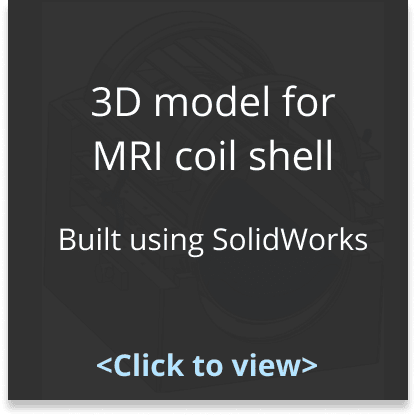 3D model for
MRI coil shell
Built using SolidWorks
<Click to view>